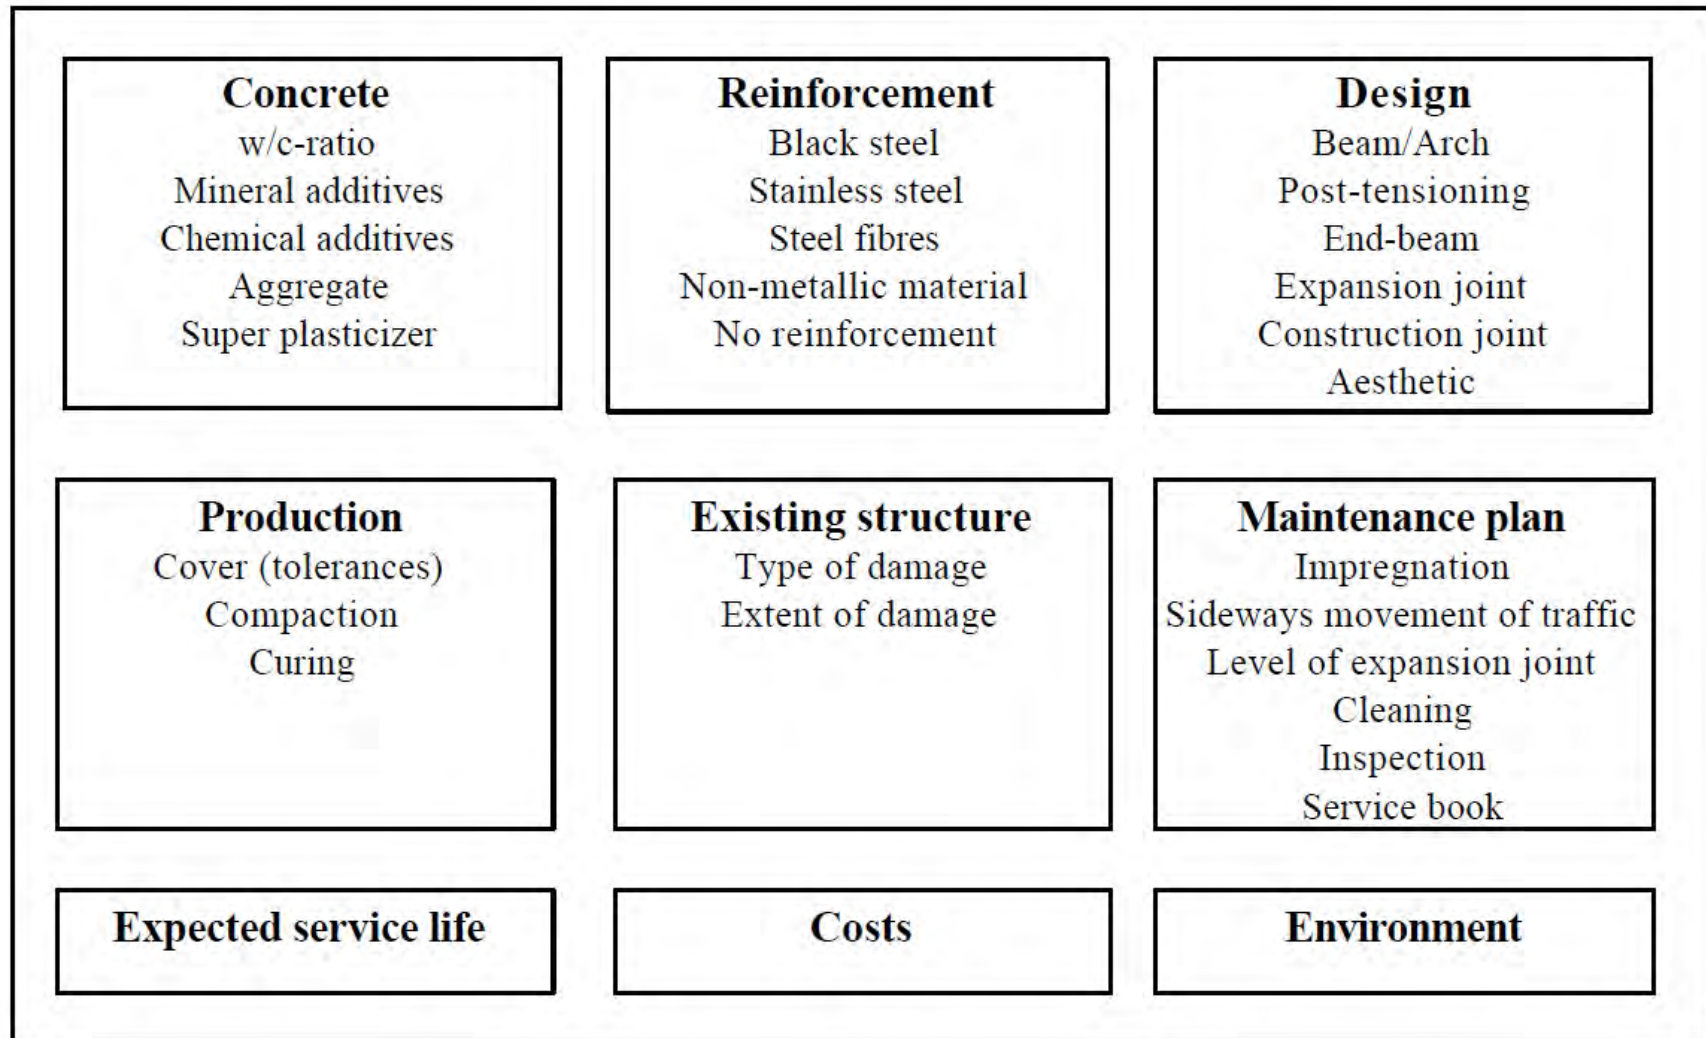 Concrete
w/c-ratio
Mineral additives
Chemical additives
Aggregate
Super plasticizer
Reinforcement
Black steel
Stainless steel
Steel fibres
Non-metallic material
No reinforcement
Design
Beam/Arch
Post-tensioning
End-beam
Expansion joint
Construction joint
Aesthetic
Production
Cover (tolerances)
Compaction
Curing
Existing structure
Type of damage
Extent of damage
Maintenance plan
Impregnation
Sideways movement of traffic
Level of expansion joint
Cleaning
Inspection
Service book
Expected service life
Costs
Environment